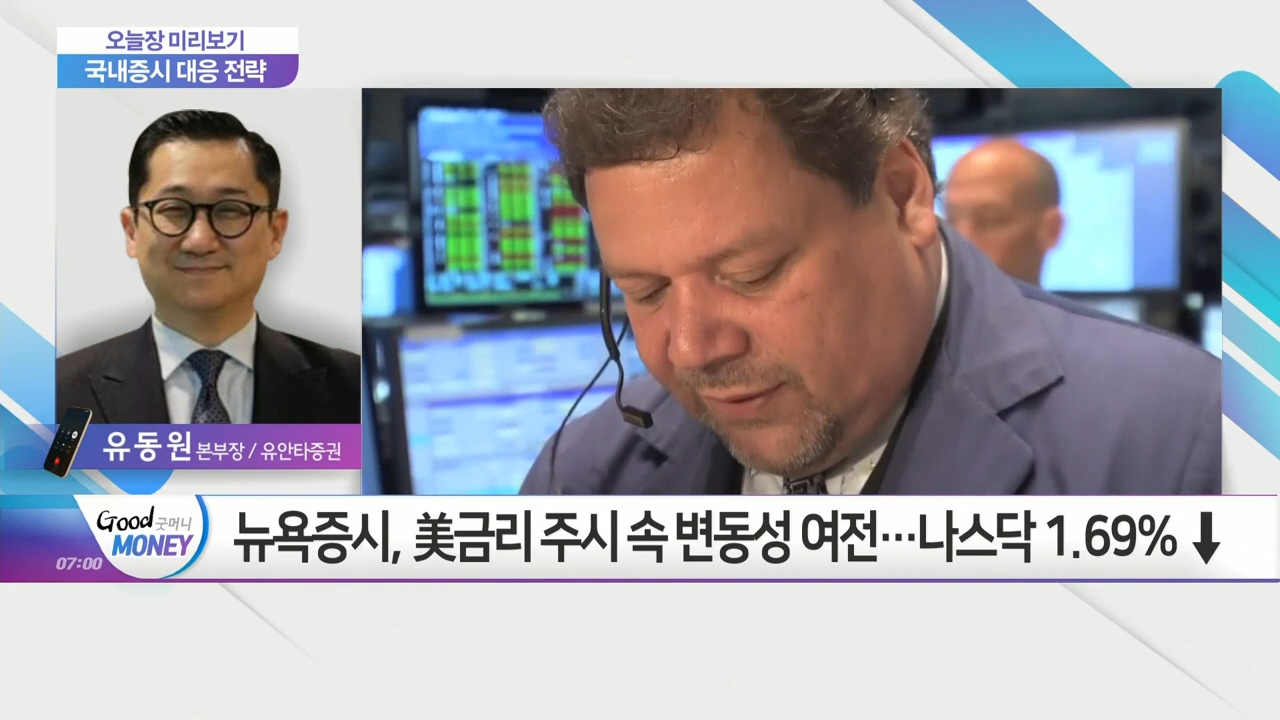 오늘장 미리보기
국내증시 대응 전략
유동원 본부장 / 유안타증권
Good 굿머니
MONEY
07:00
뉴욕증시, 美금리 주시 속 변동성 여전…나스닥 1.69% ↓